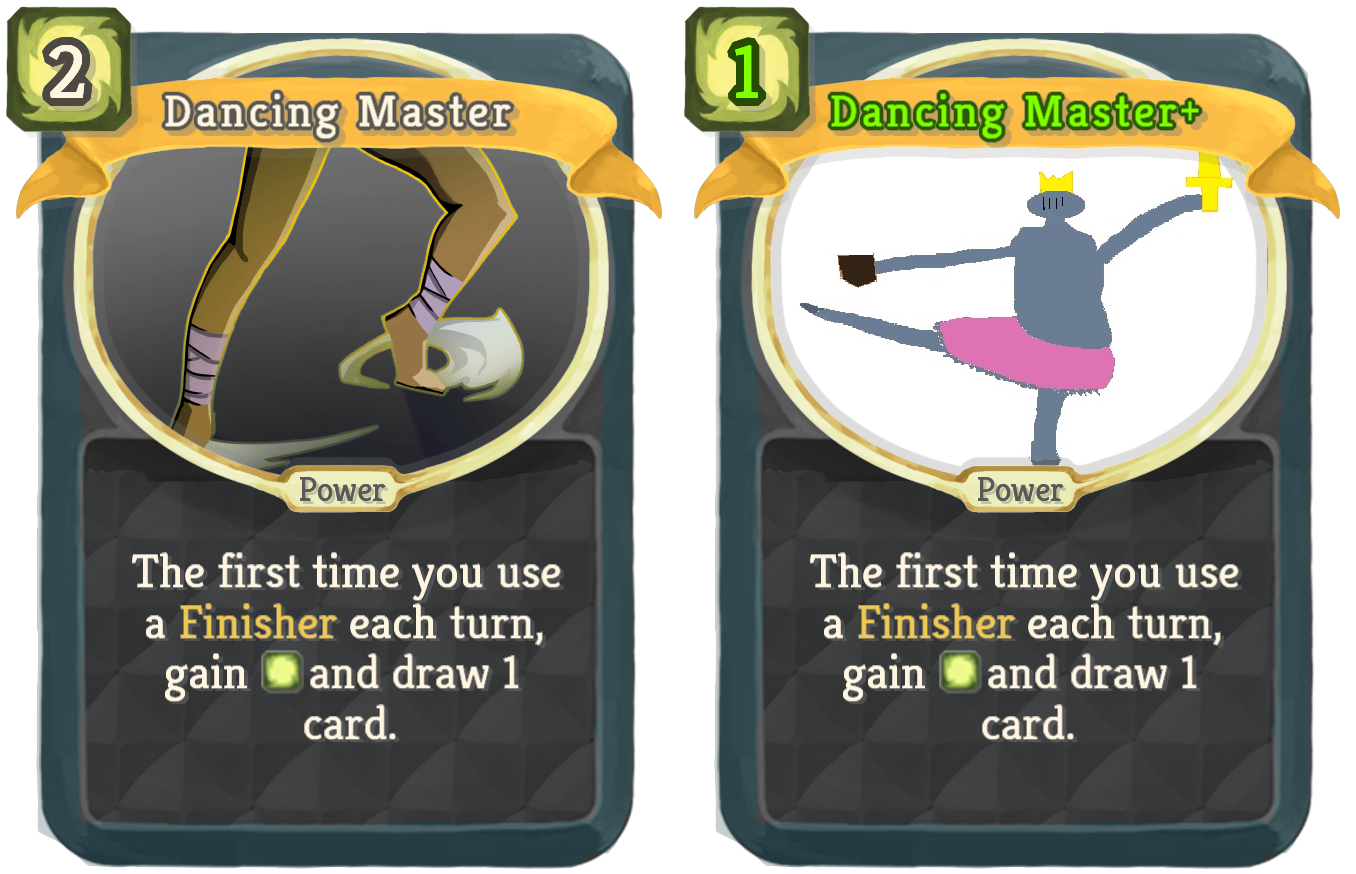 2
Dancing Master
Power
The first time you use
a Finisher each turn,
gain and draw 1
card.
1
Dancing Master+
Power
The first time you use
a Finisher each turn,
gain and draw 1
card.